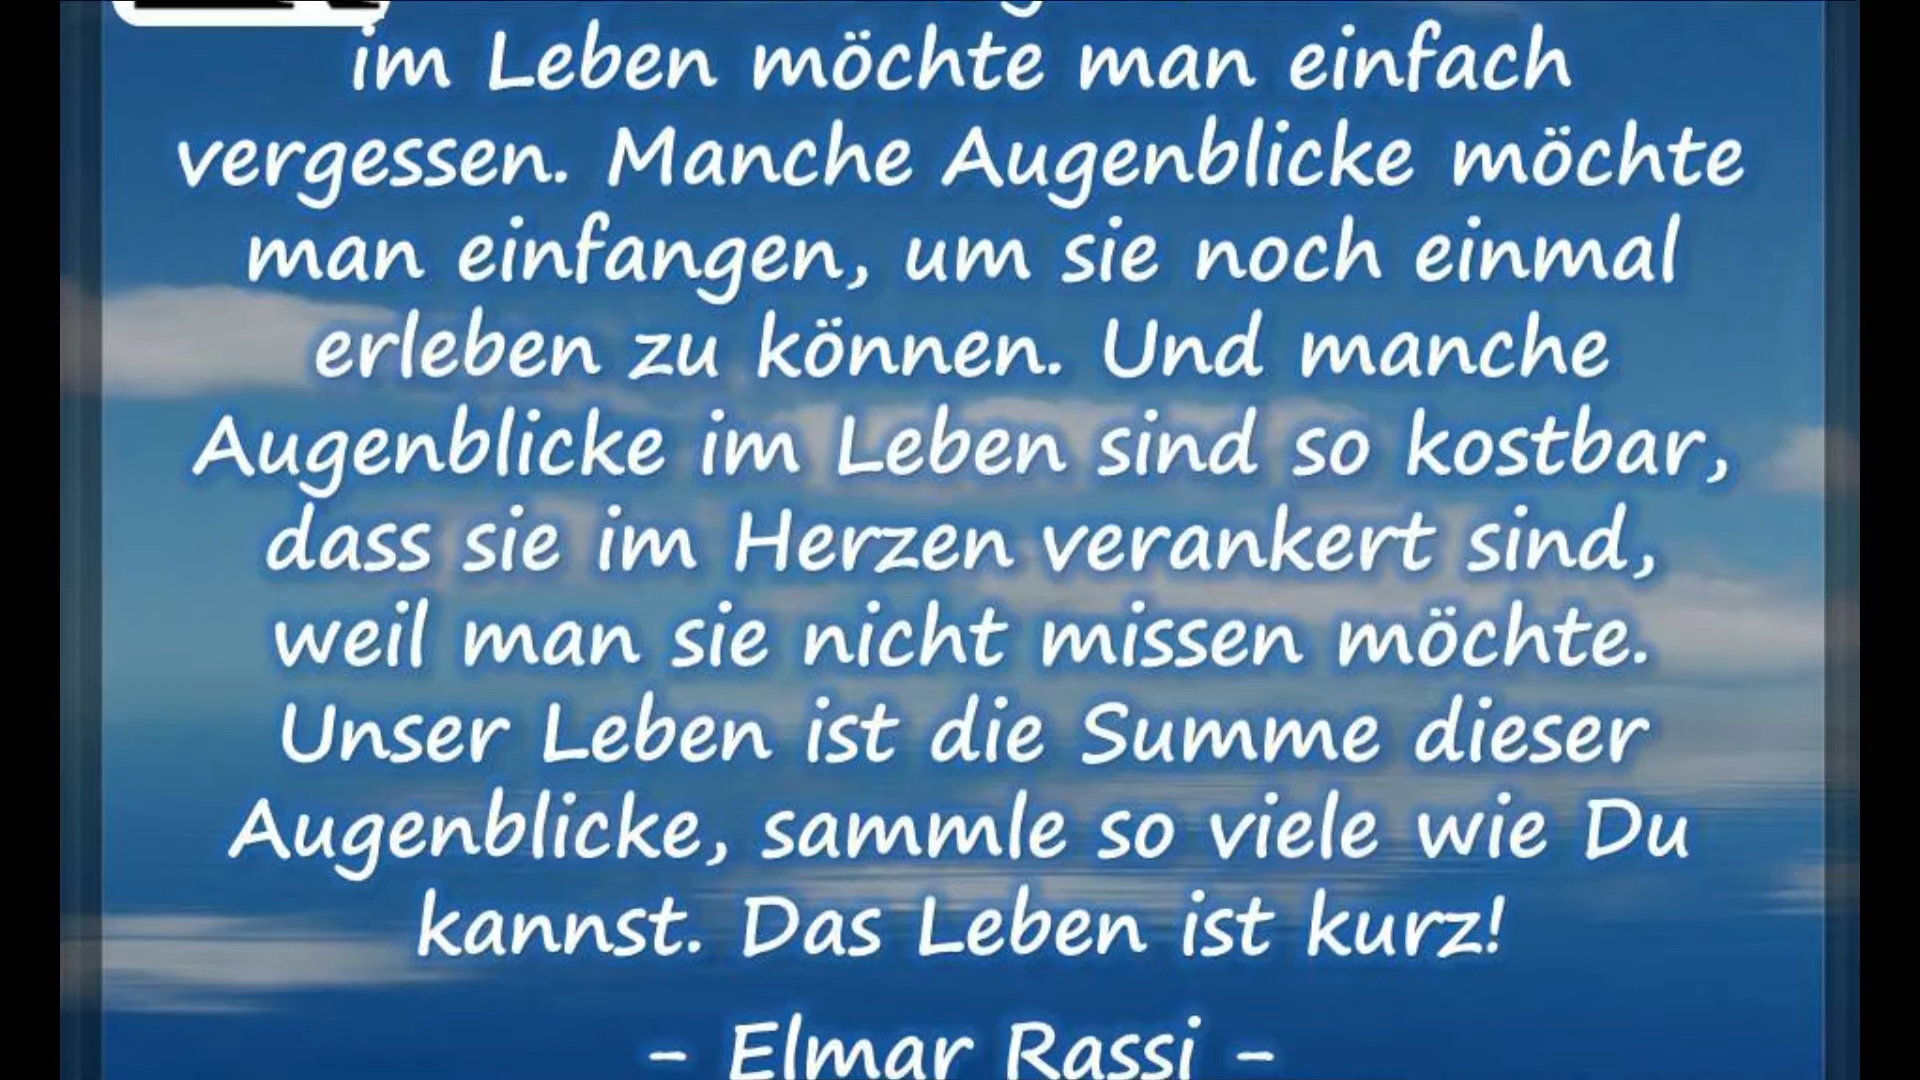 im Leben möchte man einfach
vergessen. Manche Augenblicke möchte
man einfangen, um sie noch einmal
erleben zu können. Und manche
Augenblicke im Leben sind so kostbar,
dass sie im Herzen verankert sind,
weil man sie nicht missen möchte.
Unser Leben ist die Summe dieser
Augenblicke, sammle so viele wie Du
kannst. Das Leben ist kurz!
- Elmar Rassi -